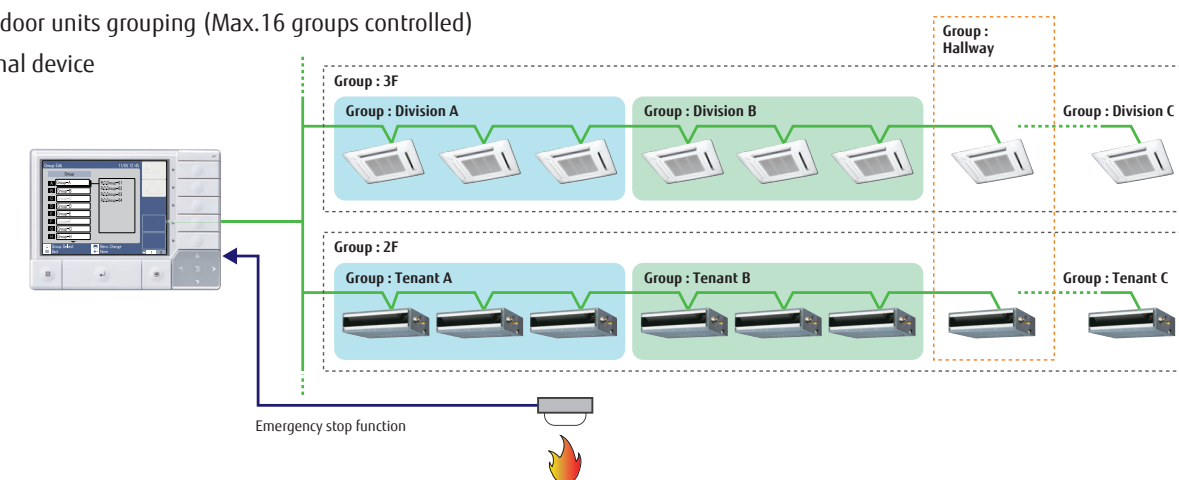 door units grouping (Max.16 groups controlled)
nal device
Group :
Hallway
Group : 3F
Group : Division A
Group : Division B
Group : Division C
Group : 2F
Group : Tenant A
Group : Tenant B
Group : Tenant C
Emergency stop function